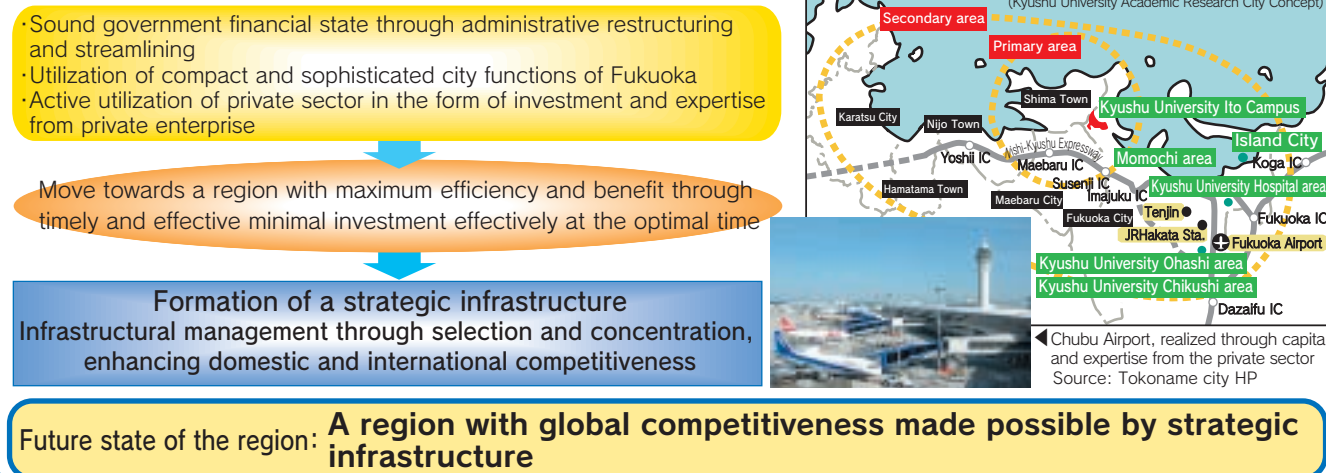 (Kyushu University Academic Research City Concept)
·Sound government financial state through administrative restructuring
and streamlining
·Utilization of compact and sophisticated city functions of Fukuoka
·Active utilization of private sector in the form of investment and expertise
from private enterprise
Move towards a region with maximum efficiency and benefit through
timely and effective minimal investment effectively at the optimal time
Formation of a strategic infrastructure
Infrastructural management through selection and concentration,
enhancing domestic and international competitiveness
Secondary area
Primary area
Shima Town
Kyushu University Ito Campus
Karatsu City
Nijo Town
Island City
Nishi-Kyushu Expressway
Yoshii IC
Maebaru IC
Momochi area
Koga IC
Susenji IC
Imajuku IC
Hamatama Town
Maebaru City
Kyushu University Hospital area
Fukuoka City
Tenjin
Fukuoka IC
JRHakata Sta.
Fukuoka Airport
Kyushu University Ohashi area
Kyushu University Chikushi area
Dazaifu IC
◀Chubu Airport, realized through capita
and expertise from the private sector
Source: Tokoname city HP
Future state of the region: A region with global competitiveness made possible by strategic
infrastructure